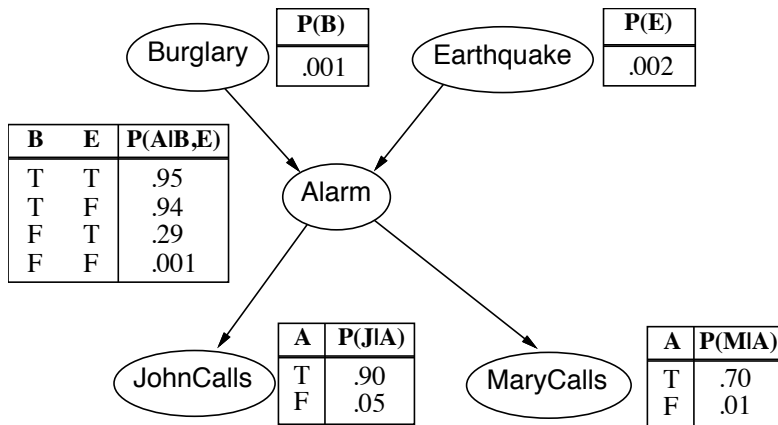 Burglary
P(B)
.001
Earthquake
P(E)
.002
B E P(A|B,E)
T T .95
T F .94
F T .29
F F .001
Alarm
JohnCalls
A P(J|A)
T .90
F .05
MaryCalls
A P(M|A)
T .70
F .01